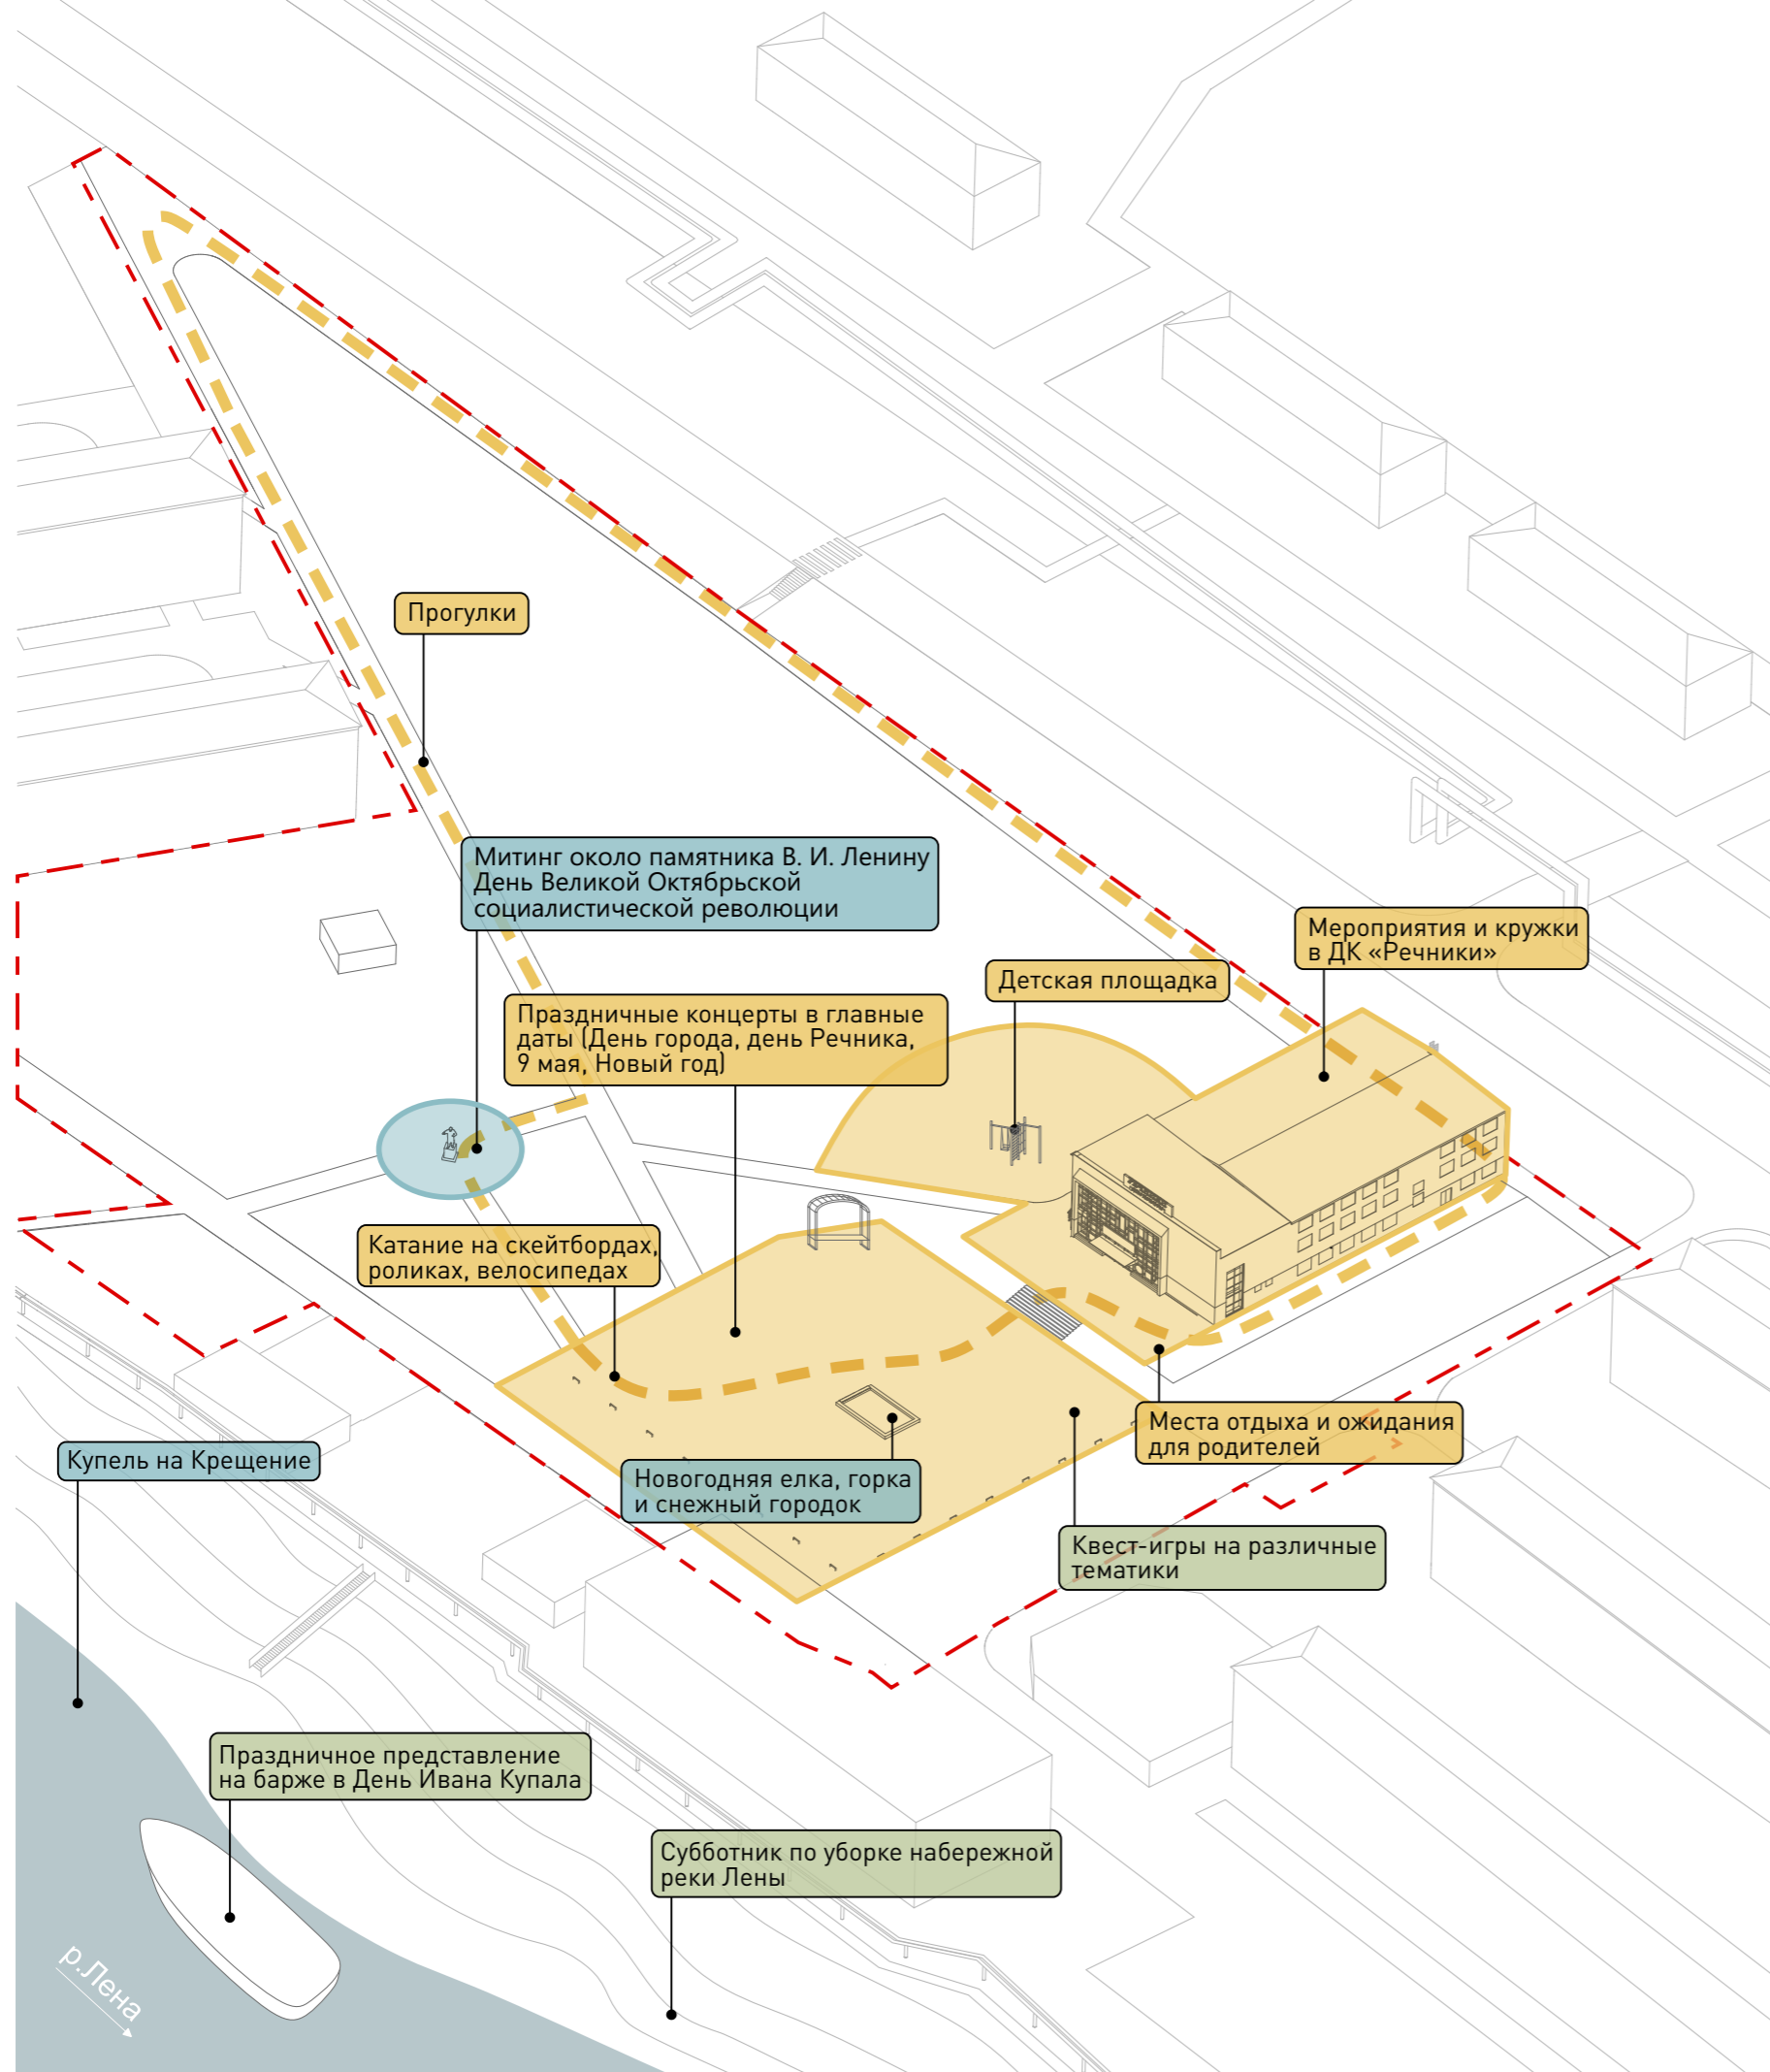 Прогулки
Митинг около памятника В. И. Ленину
День Великой Октябрьской
социалистической революции
Мероприятия и кружки
в ДК «Речники»
Детская площадка
Праздничные концерты в главные
даты (День города, день Речника,
9 мая, Новый год)
Катание на скейтбордах,
роликах, велосипедах
Места отдыха и ожидания
для родителей
Купель на Крещение
Новогодняя елка, горка
и снежный городок
Квест-игры на различные
тематики
Праздничное представление
на барже в День Ивана Купала
Субботник по уборке набережной
реки Лены
р.Лена